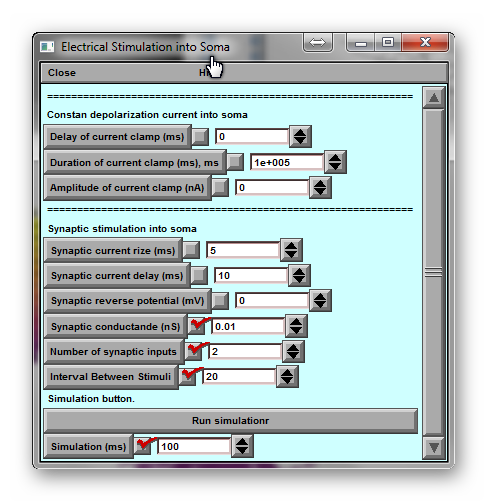 Electrical Stimulation into Soma
Close
================================================
Constan depolarization current into soma
Delay of current clamp (ms) 0
Duration of current clamp (ms), ms 1e+005
Amplitude of current clamp (nA) 0
================================================
Synaptic stimulation into soma
Synaptic current rize (ms) 5
Synaptic current delay (ms) 10
Synaptic reverse potential (mV) 0
Synaptic conductande (nS) 0.01
Number of synaptic inputs 2
Interval Between Stimuli 20
Simulation button.
Run simulationr
Simulation (ms) 100